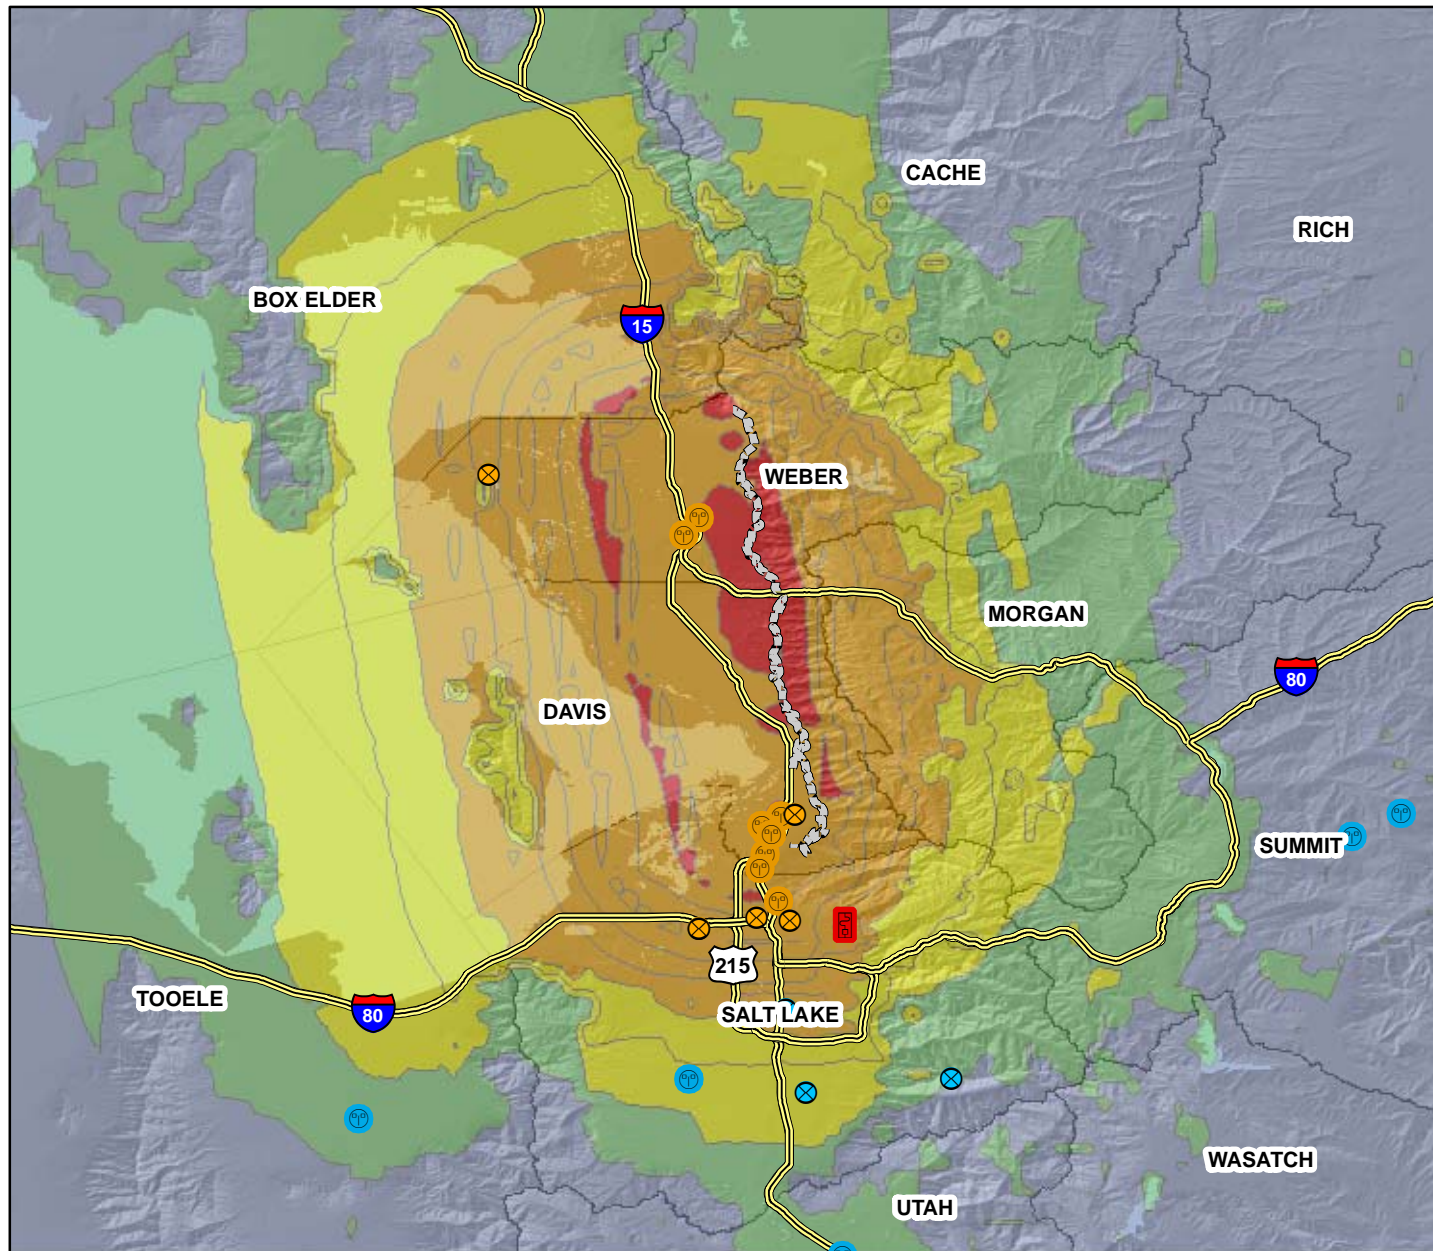 CACHE
RICH
BOX ELDER
15
WEBER
MORGAN
80
DAVIS
SUMMIT
215
TOOELE
80
SALT LAKE
WASATCH
UTAH